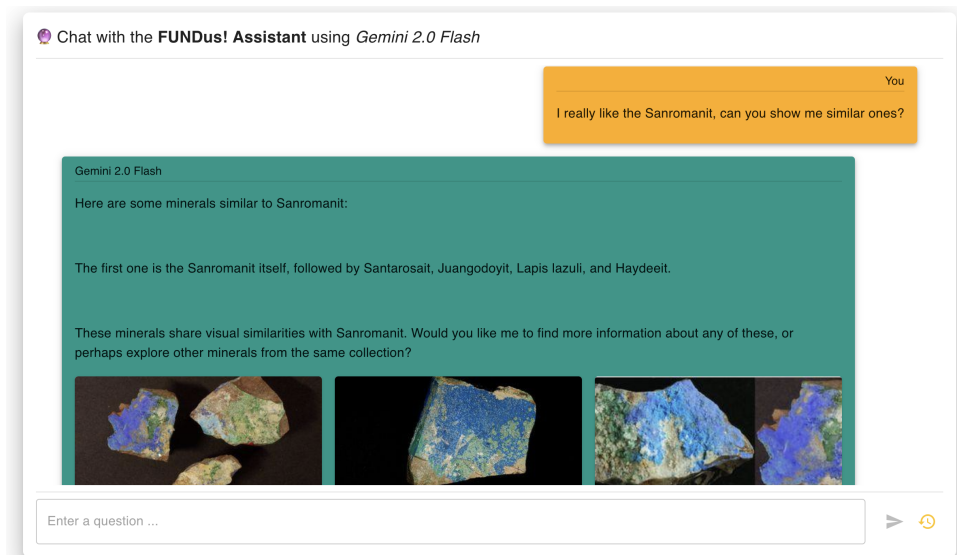 🔮 Chat with the FUNDus! Assistant using Gemini 2.0 Flash
You
I really like the Sanromanit, can you show me similar ones?
Gemini 2.0 Flash
Here are some minerals similar to Sanromanit:
The first one is the Sanromanit itself, followed by Santarosait, Juangodoyit, Lapis lazuli, and Haydeeit.
These minerals share visual similarities with Sanromanit. Would you like me to find more information about any of these, or
perhaps explore other minerals from the same collection?
Enter a question ...